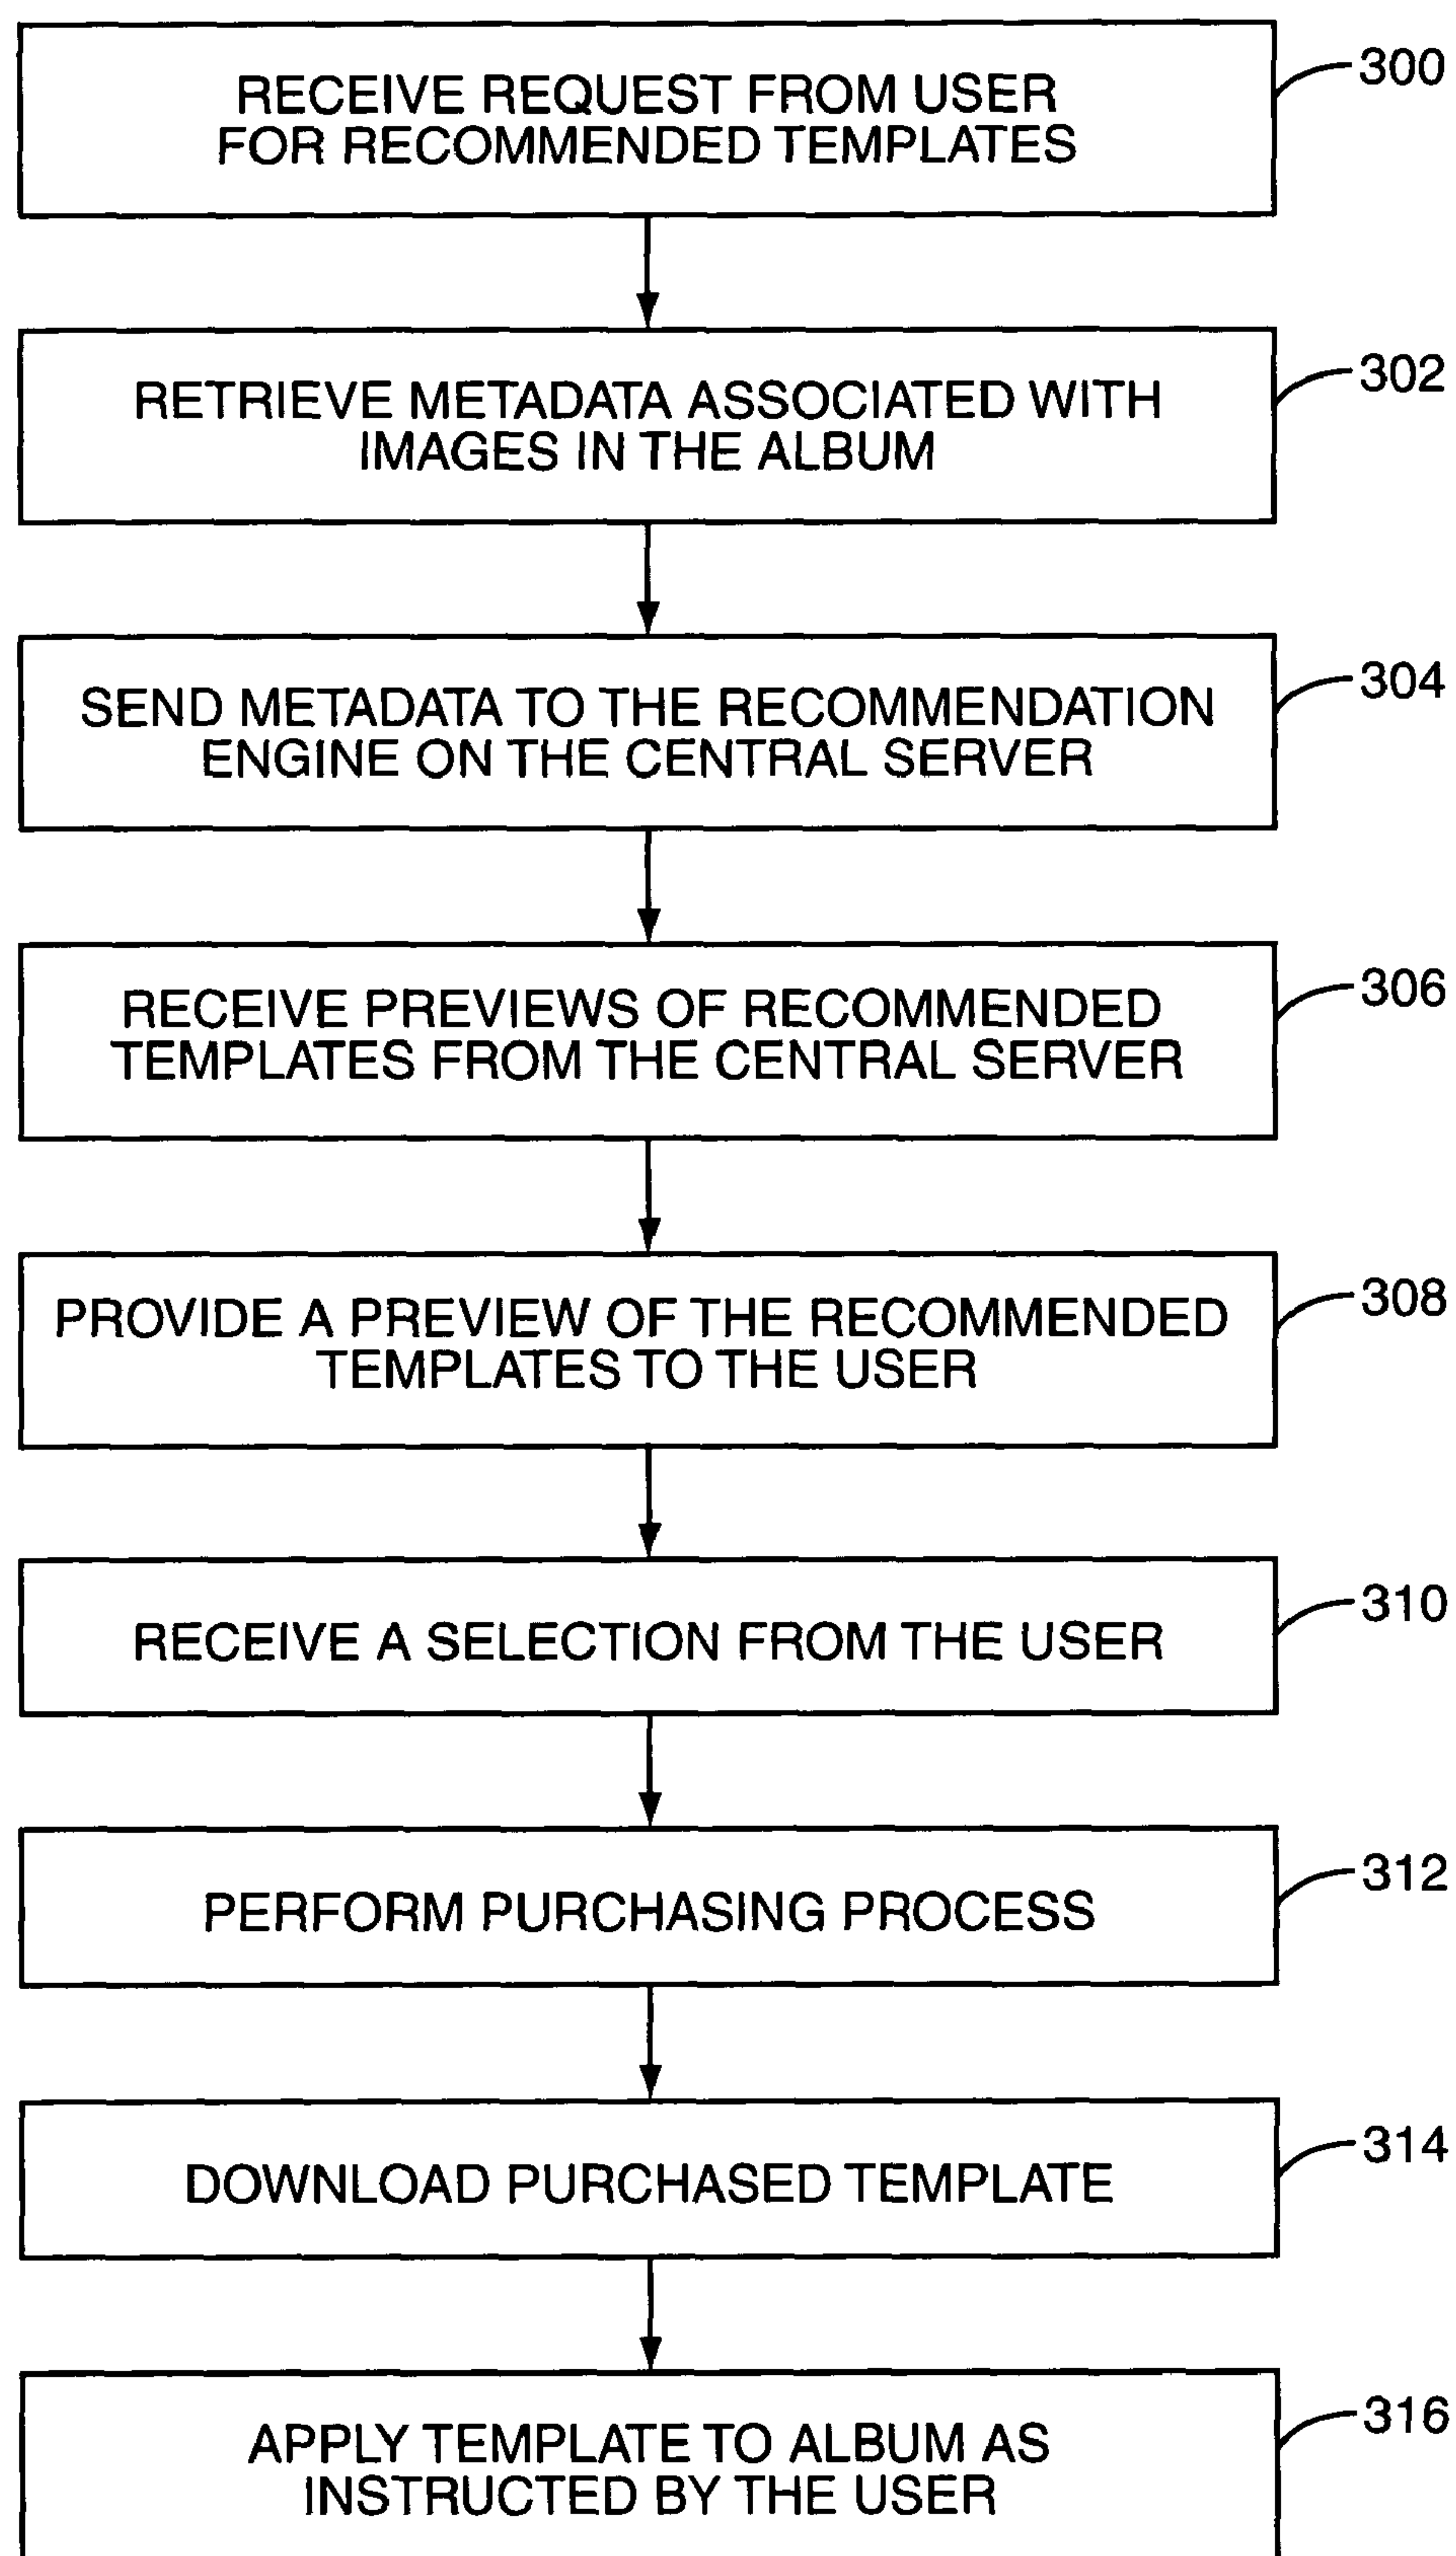 RECEIVE REQUEST FROM USER
FOR RECOMMENDED TEMPLATES
300
RETRIEVE METADATA ASSOCIATED WITH
IMAGES IN THE ALBUM
302
SEND METADATA TO THE RECOMMENDATION
ENGINE ON THE CENTRAL SERVER
304
RECEIVE PREVIEWS OF RECOMMENDED
TEMPLATES FROM THE CENTRAL SERVER
306
PROVIDE A PREVIEW OF THE RECOMMENDED
TEMPLATES TO THE USER
308
RECEIVE A SELECTION FROM THE USER
310
PERFORM PURCHASING PROCESS
312
DOWNLOAD PURCHASED TEMPLATE
314
APPLY TEMPLATE TO ALBUM AS
INSTRUCTED BY THE USER
316